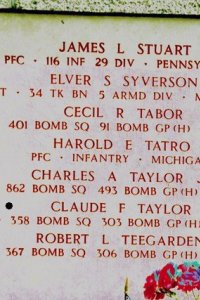 JAMES L STUART
PFC · 116 INF 29 DIV · PENNSY
ELVER S SYVERSON
T · 34 TK BN 5 ARMD DIV ·
CECIL R TABOR
401 BOMB SQ 91 BOMB GP (H)
HAROLD E TATRO
PFC · INFANTRY · MICHIGA
CHARLES A TAYLOR
862 BOMB SQ 493 BOMB GP (H)
CLAUDE F TAYLOR
358 BOMB SQ 303 BOMB GP (H)
ROBERT L TEEGARDEN
367 BOMB SQ 306 BOMB GP (H)